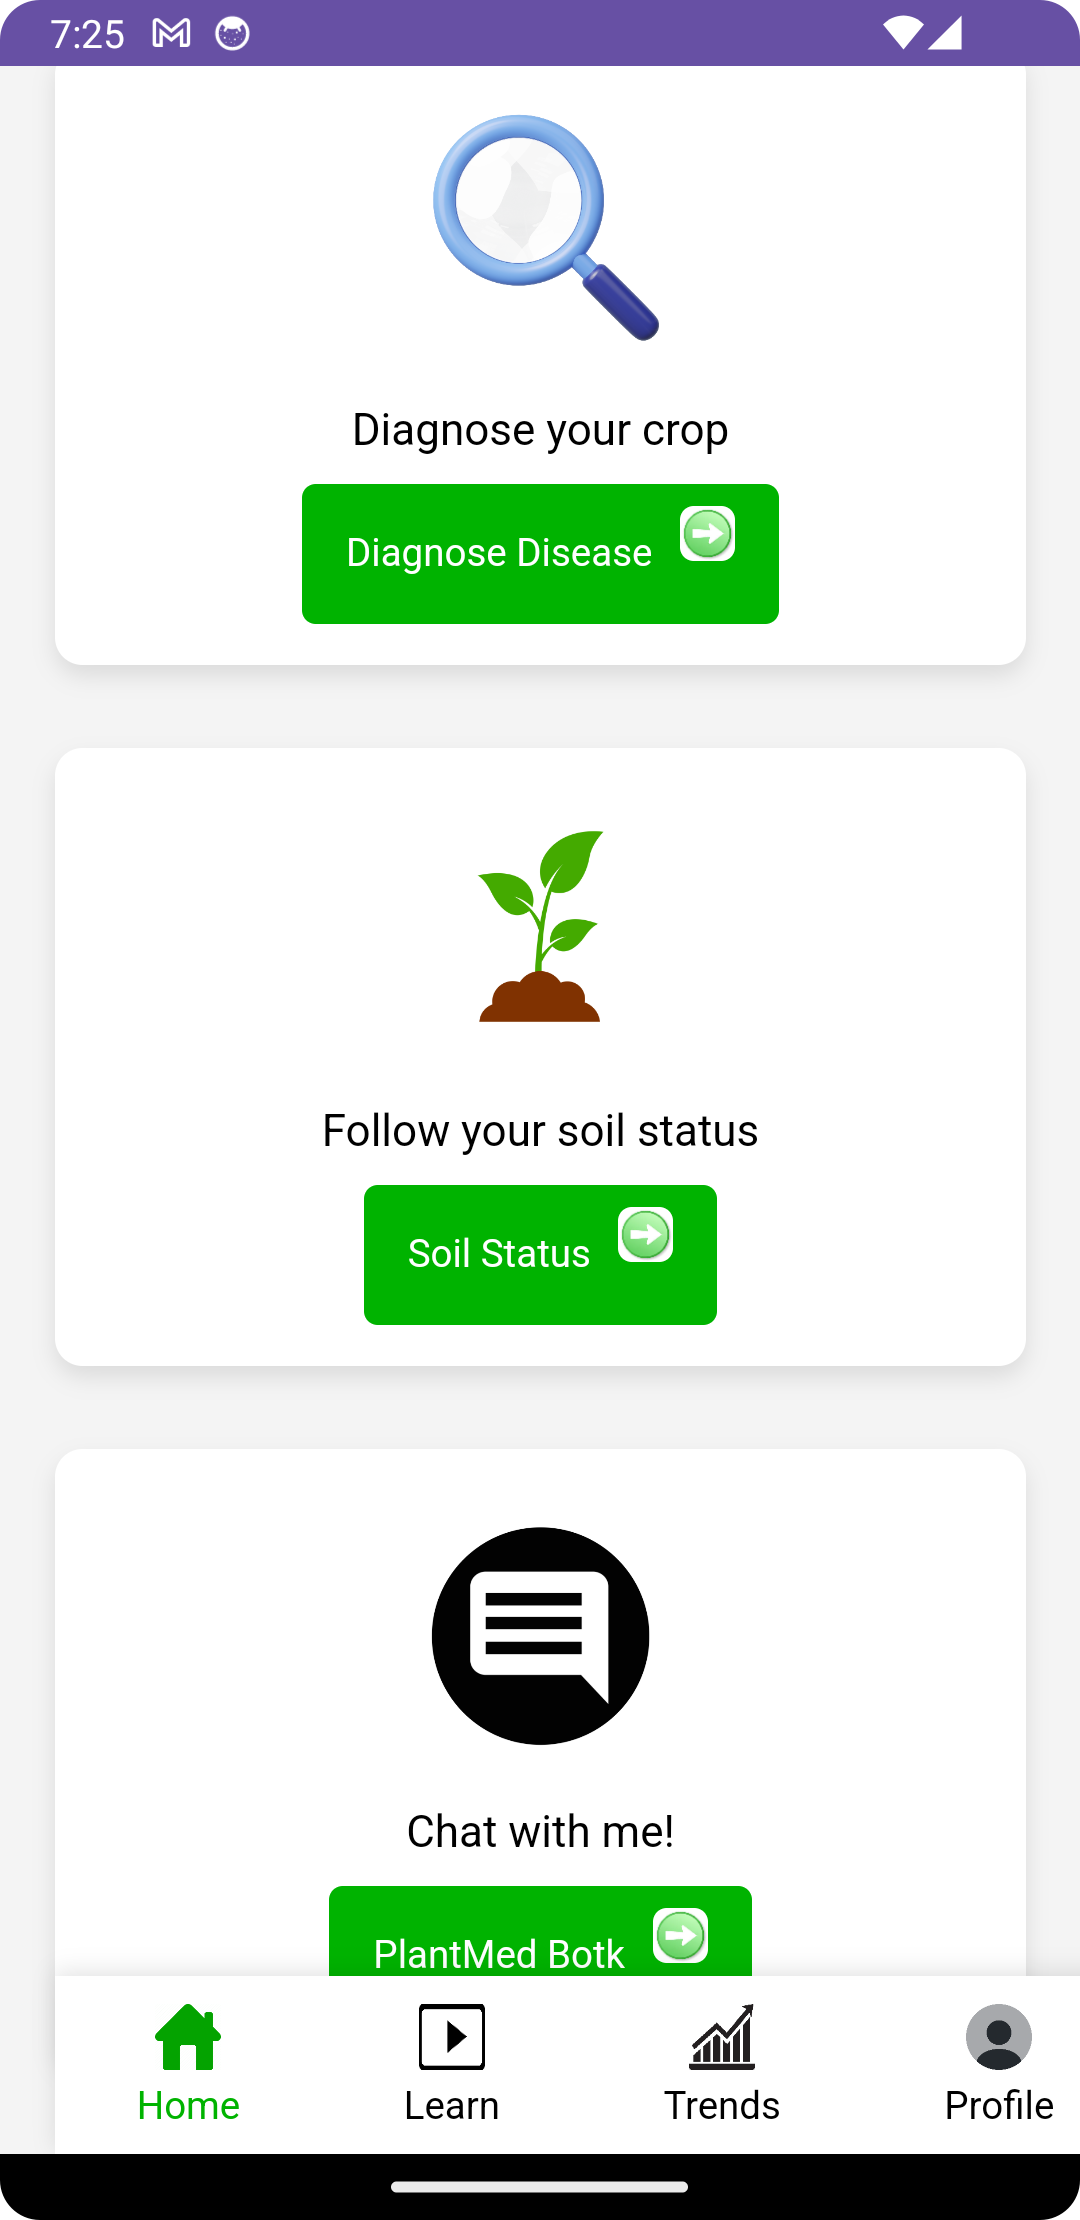 7:25
Diagnose your crop
Diagnose Disease
Follow your soil status
Soil Status
Chat with me!
PlantMed Botk
Home
Learn
Trends
Profile